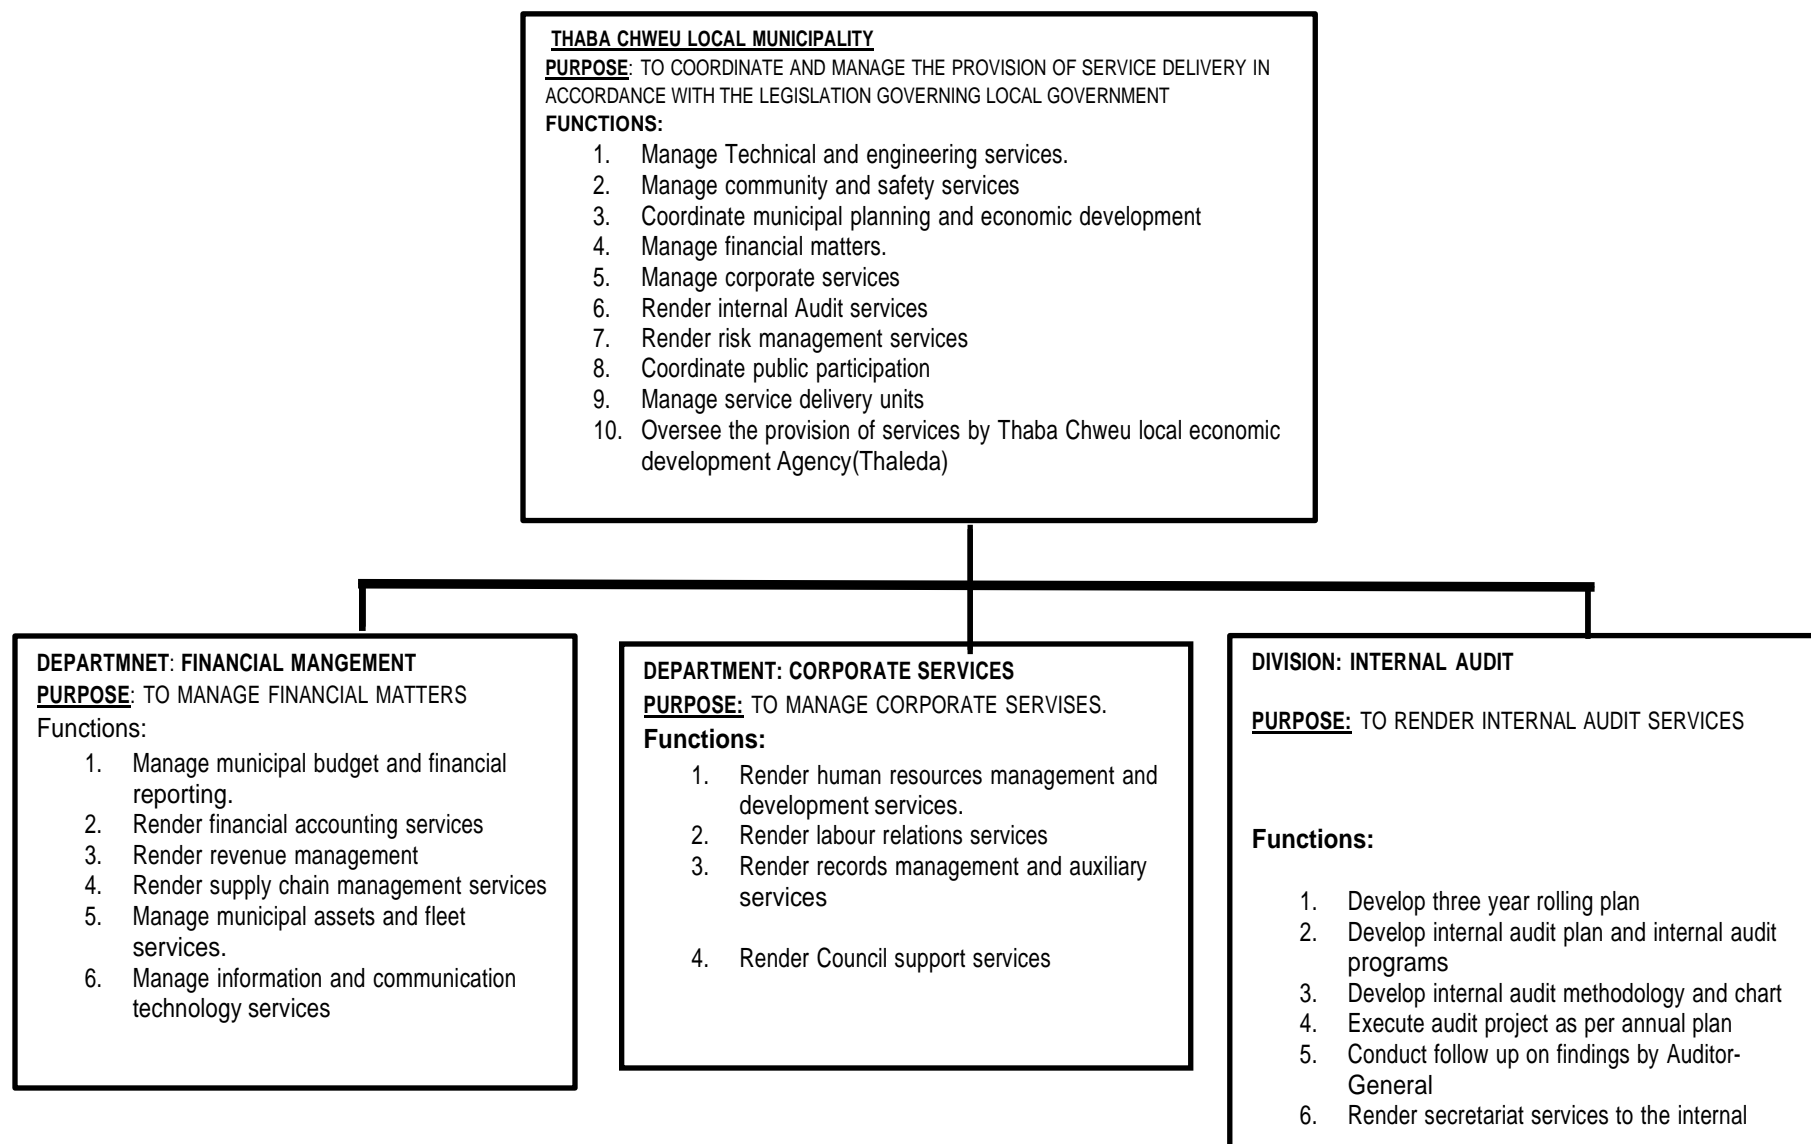 THABA CHWEU LOCAL MUNICIPALITY
PURPOSE: TO COORDINATE AND MANAGE THE PROVISION OF SERVICE DELIVERY IN
ACCORDANCE WITH THE LEGISLATION GOVERNING LOCAL GOVERNMENT
FUNCTIONS:
1. Manage Technical and engineering services.
2. Manage community and safety services
3. Coordinate municipal planning and economic development
4. Manage financial matters.
5. Manage corporate services
6. Render internal Audit services
7. Render risk management services
8. Coordinate public participation
9. Manage service delivery units
10. Oversee the provision of services by Thaba Chweu local economic
development Agency(Thaleda)
DEPARTMNET: FINANCIAL MANGEMENT
PURPOSE: TO MANAGE FINANCIAL MATTERS
Functions:
1. Manage municipal budget and financial
reporting.
2. Render financial accounting services
3. Render revenue management
4. Render supply chain management services
5. Manage municipal assets and fleet
services.
6. Manage information and communication
technology services
DEPARTMENT: CORPORATE SERVICES
PURPOSE: TO MANAGE CORPORATE SERVISES.
Functions:
1. Render human resources management and
development services.
2. Render labour relations services
3. Render records management and auxiliary
services
4. Render Council support services
DIVISION: INTERNAL AUDIT
PURPOSE: TO RENDER INTERNAL AUDIT SERVICES
Functions:
1. Develop three year rolling plan
2. Develop internal audit plan and internal audit
programs
3. Develop internal audit methodology and chart
4. Execute audit project as per annual plan
5. Conduct follow up on findings by Auditor-
General
6. Render secretariat services to the internal